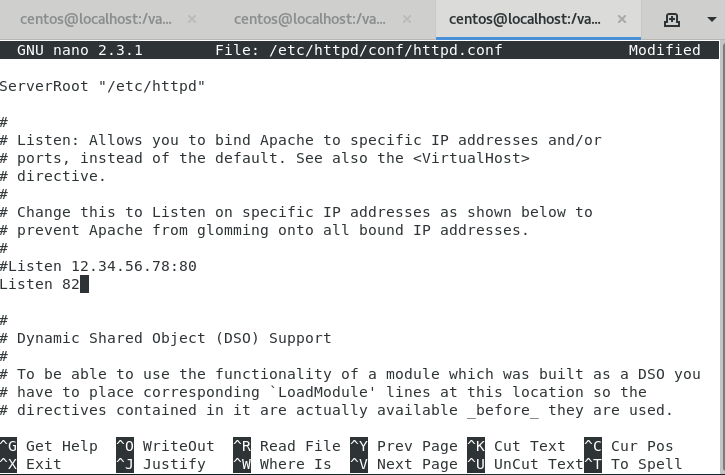 centos@localhost:/va... × centos@localhost:/va... × centos@localhost:/va... ×
GNU nano 2.3.1 File: /etc/httpd/conf/httpd.conf Modified
ServerRoot "/etc/httpd"
#
# Listen: Allows you to bind Apache to specific IP addresses and/or
# ports, instead of the default. See also the <VirtualHost>
# directive.
#
# Change this to Listen on specific IP addresses as shown below to
# prevent Apache from glomming onto all bound IP addresses.
#
#Listen 12.34.56.78:80
Listen 82
#
# Dynamic Shared Object (DSO) Support
#
# To be able to use the functionality of a module which was built as a DSO you
# have to place corresponding `LoadModule' lines at this location so the
# directives contained in it are actually available _before_ they are used.
^G Get Help ^O WriteOut ^R Read File ^Y Prev Page ^K Cut Text ^C Cur Pos
^X Exit ^J Justify ^W Where Is ^V Next Page ^U UnCut Text ^T To Spell